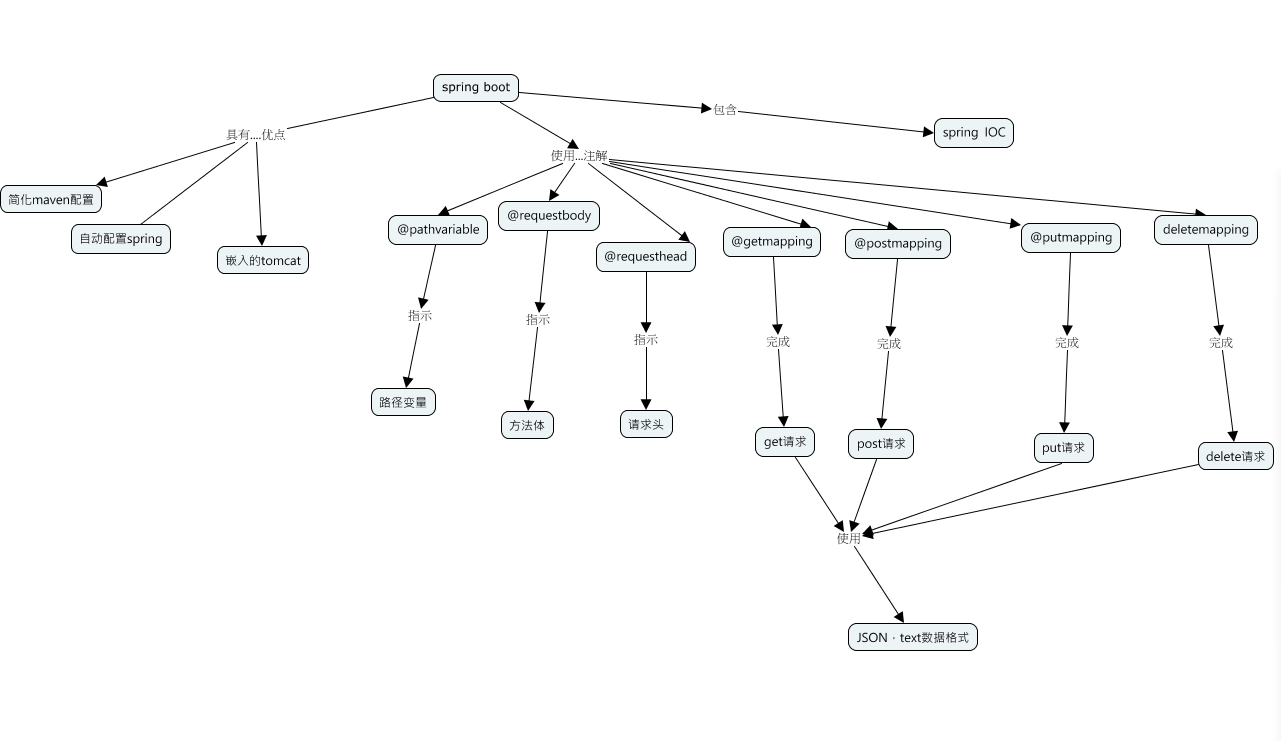 spring boot
包含
spring IOC
具有....优点
使用...注解
简化maven配置
自动配置spring
嵌入的tomcat
@pathvariable
@requestbody
@requesthead
@getmapping
@postmapping
@putmapping
deletemapping
指示
指示
指示
完成
完成
完成
完成
路径变量
方法体
请求头
get请求
post请求
put请求
delete请求
使用
JSON · text数据格式